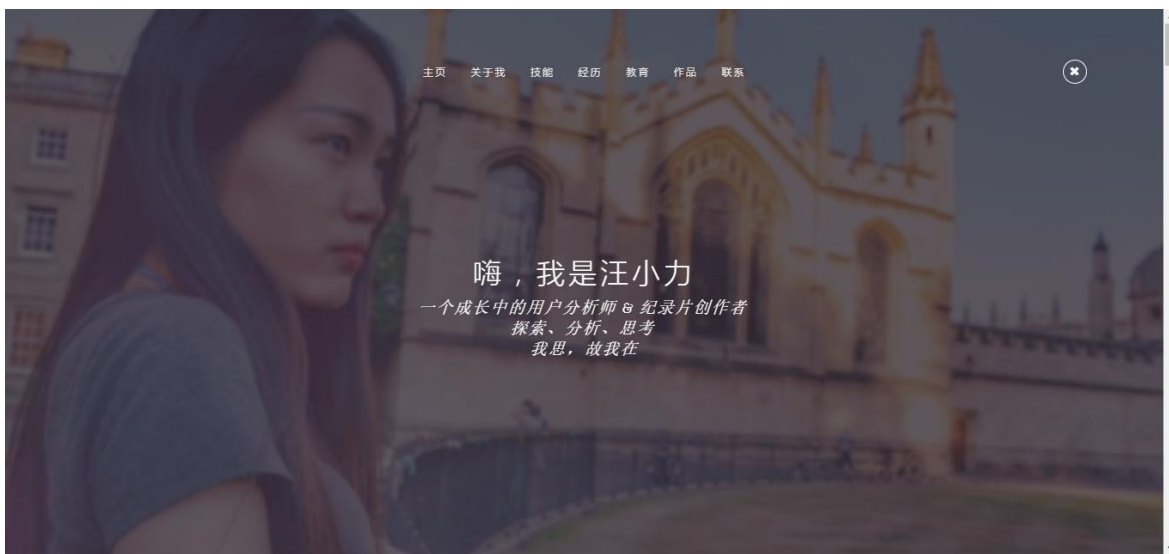 主页 关于我 技能 经历 教育 作品 联系
嗨，我是汪小力
一个成长中的用户分析师 & 纪录片创作者
探索、分析、思考
我思，故我在